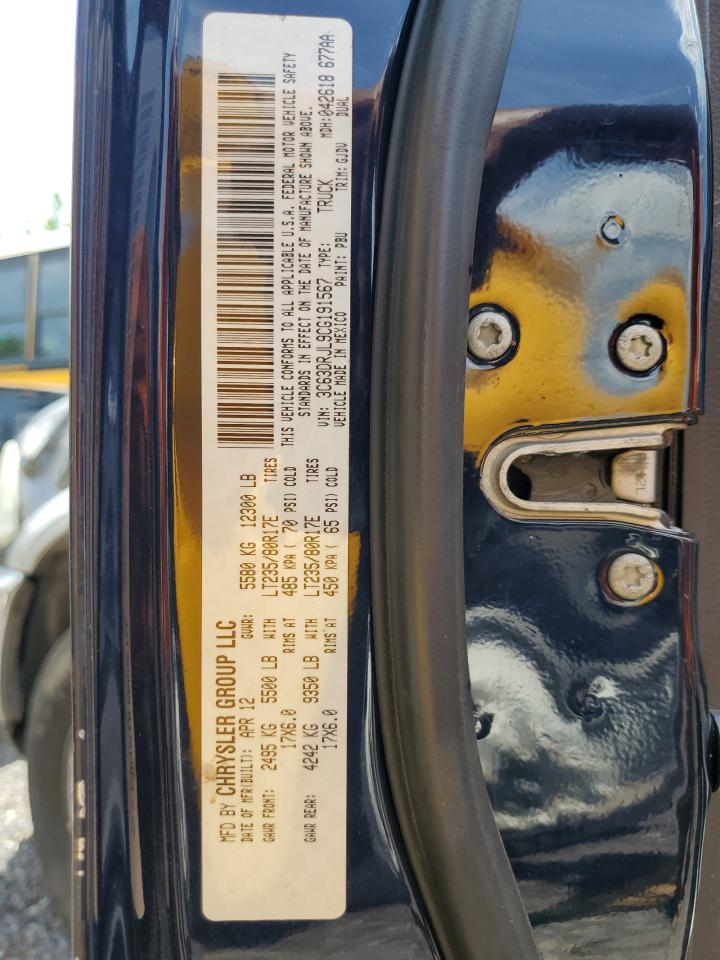 MFD BY CHRYSLER GROUP LLC
DATE OF MFR(BUILT): APR 12 GVWR: 5580 KG 12300 LB
GAWR FRONT: 2495 KG 5500 LB WITH LT235/80R17E TIRES
17X6.0 RIMS AT 485 KPA ( 70 PSI) COLD
GAWR REAR: 4242 KG 9350 LB WITH LT235/80R17E TIRES
17X6.0 RIMS AT 450 KPA ( 65 PSI) COLD
THIS VEHICLE CONFORMS TO ALL APPLICABLE U.S.A. FEDERAL MOTOR VEHICLE SAFETY
STANDARDS IN EFFECT ON THE DATE OF MANUFACTURE SHOWN ABOVE.
VIN: 3C63DRJL9CG191567 TYPE: TRUCK MDH:042618 677AA
DUAL
VEHICLE MADE IN MEXICO PAINT: PBU TRIM: GJDV